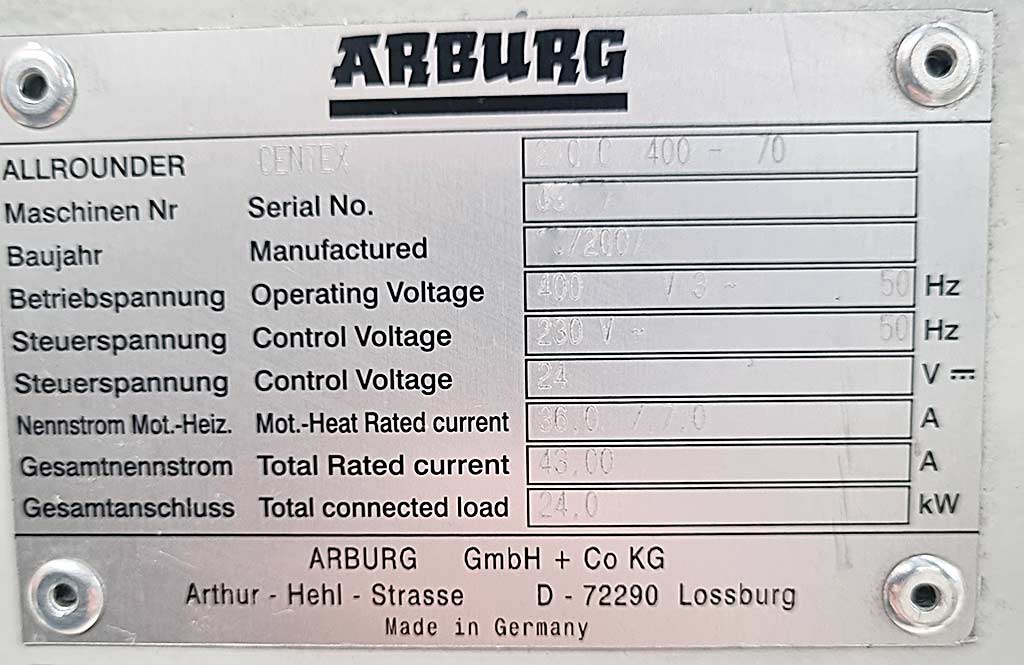 ARBURG
ALLROUNDER CENTEX 270 C 400 - 70
Maschinen Nr Serial No.
Baujahr Manufactured
Betriebspannung Operating Voltage 400 V 3 ~ 50 Hz
Steuerspannung Control Voltage 230 V ~ 50 Hz
Steuerspannung Control Voltage 24 V
Nennstrom Mot.-Heiz. Mot.-Heat Rated current 36,0 / 7,0 A
Gesamtnennstrom Total Rated current 43,00 A
Gesamtanschluss Total connected load 24,0 kW
ARBURG GmbH + Co KG
Arthur - Hehl - Strasse D - 72290 Lossburg
Made in Germany